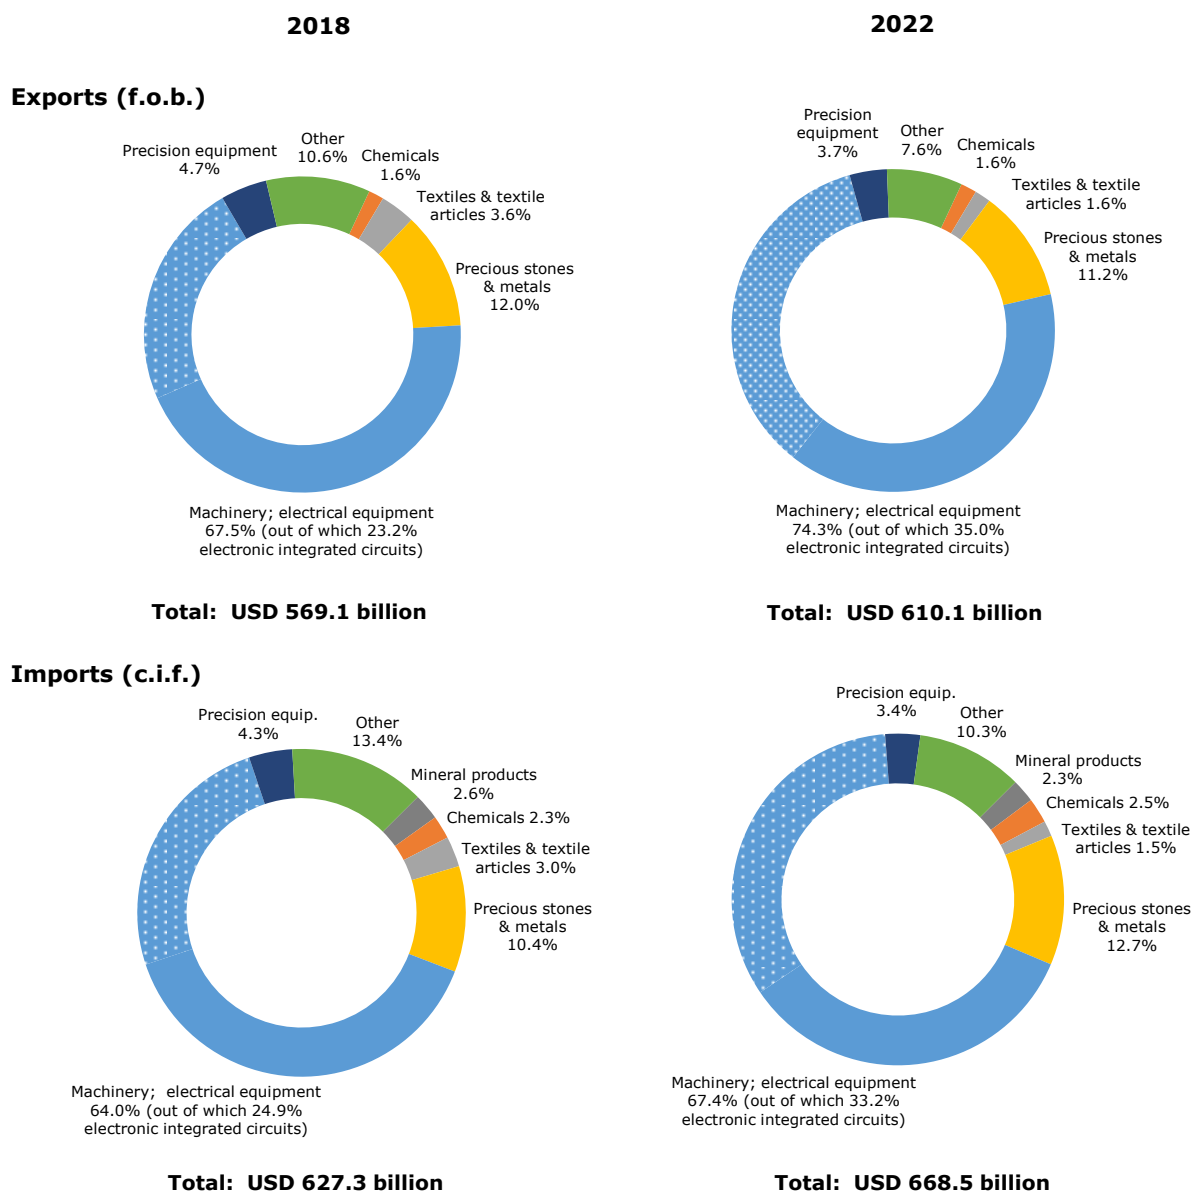 2018
2022
Exports (f.o.b.)
Precision equipment
4.7%
Other
10.6%
Chemicals
1.6%
Textiles & textile
articles 3.6%
Precious stones
& metals
12.0%
Machinery; electrical equipment
67.5% (out of which 23.2%
electronic integrated circuits)
Total: USD 569.1 billion
Precision
equipment
3.7%
Other
7.6%
Chemicals
1.6%
Textiles & textile
articles 1.6%
Precious stones
& metals
11.2%
Machinery; electrical equipment
74.3% (out of which 35.0%
electronic integrated circuits)
Total: USD 610.1 billion
Imports (c.i.f.)
Precision equip.
4.3%
Other
13.4%
Mineral products
2.6%
Chemicals 2.3%
Textiles & textile
articles 3.0%
Precious stones
& metals
10.4%
Machinery; electrical equipment
64.0% (out of which 24.9%
electronic integrated circuits)
Total: USD 627.3 billion
Precision equip.
3.4%
Other
10.3%
Mineral products
2.3%
Chemicals 2.5%
Textiles & textile
articles 1.5%
Precious stones
& metals
12.7%
Machinery; electrical equipment
67.4% (out of which 33.2%
electronic integrated circuits)
Total: USD 668.5 billion